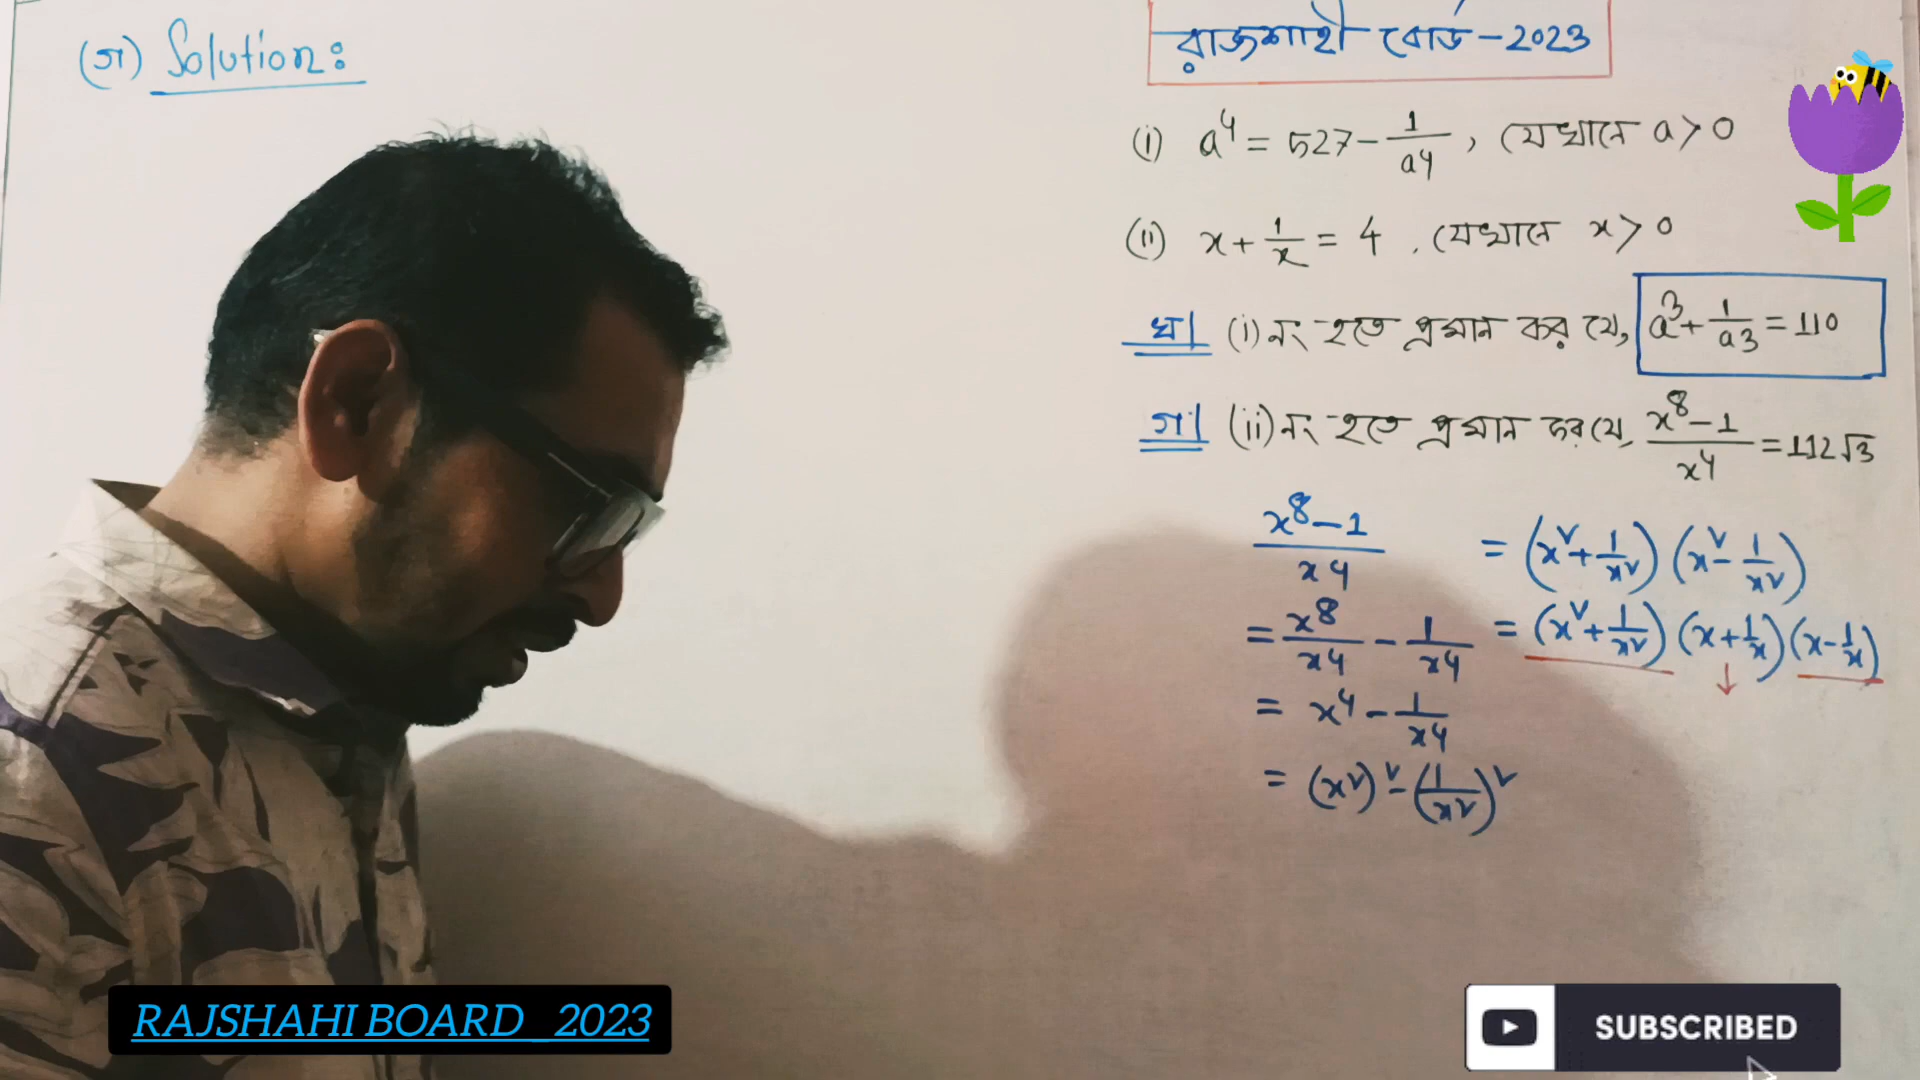 (গ) Solution:
রাজশাহী বোর্ড-2023
(i) a⁴ = 527 - 1/a⁴, যেখানে a > 0
(ii) x + 1/x = 4, যেখানে x > 0
খ| (i) নং হতে প্রমান কর যে, a³ + 1/a³ = 110
গ| (ii) নং হতে প্রমান কর যে, (x⁸ - 1)/x⁴ = 112√3
(x⁸ - 1)/x⁴
= x⁸/x⁴ - 1/x⁴
= x⁴ - 1/x⁴
= (x²)² - (1/x²)²
= (x² + 1/x²) (x² - 1/x²)
= (x² + 1/x²) (x + 1/x) (x - 1/x)
RAJSHAHI BOARD_2023
SUBSCRIBED